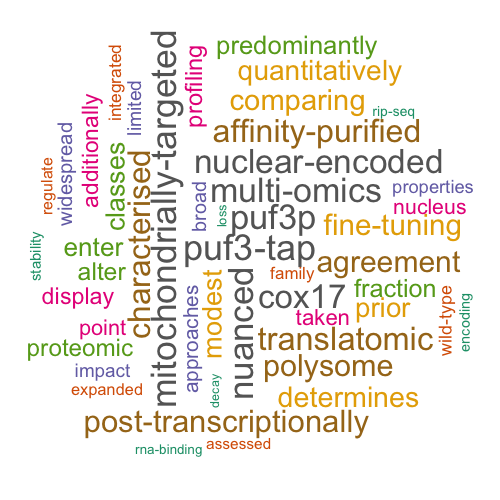 predominantly
integrated
limited
profiling
quantitatively
comparing
rip-seq
additionally
widespread
classes
affinity-purified
nuclear-encoded
mitochondrially-targeted
regulate
characterised
multi-omics
properties
broad
loss
puf3p
nucleus
fine-tuning
stability
enter
puf3-tap
alter
family
agreement
display
nuanced
cox17
fraction
approaches
modest
taken
prior
wild-type
encoding
point
proteomic
translatomic
impact
polysome
expanded
decay
determines
post-transcriptionally
rna-binding
assessed